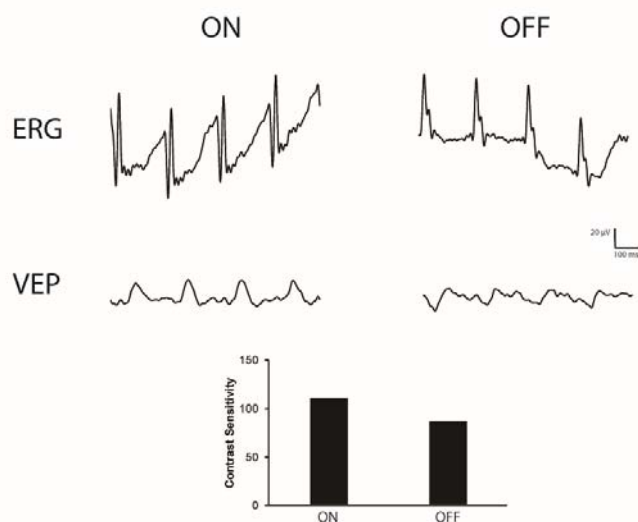 ON OFF
ERG
20 µV
100 ms
VEP
150
100
50
0
Contrast Sensitivity
ON OFF